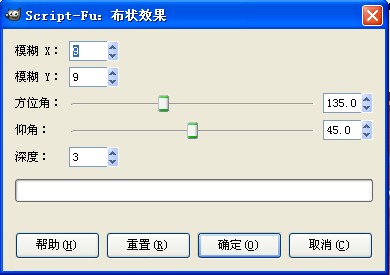 Script-Fu：布状效果
模糊 X： 9
模糊 Y： 9
方位角： 135.0
仰角： 45.0
深度： 3
帮助(H) 重置(R) 确定(O) 取消(C)